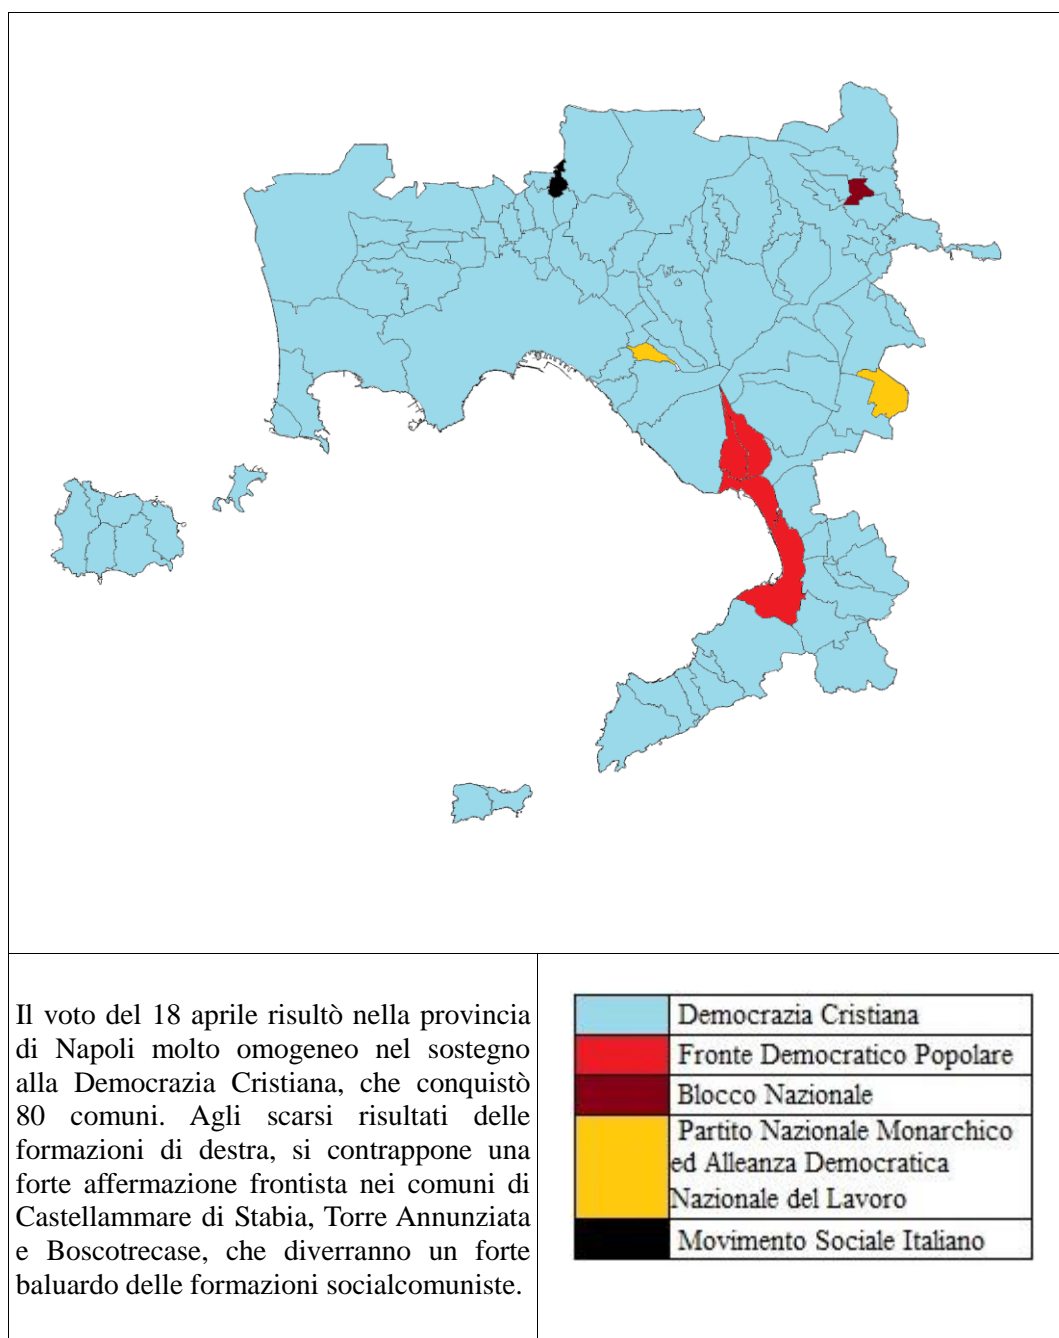 Il voto del 18 aprile risultò nella provincia
di Napoli molto omogeneo nel sostegno
alla Democrazia Cristiana, che conquistò
80 comuni. Agli scarsi risultati delle
formazioni di destra, si contrappone una
forte affermazione frontista nei comuni di
Castellammare di Stabia, Torre Annunziata
e Boscotrecase, che diverranno un forte
baluardo delle formazioni socialcomuniste.
Democrazia Cristiana
Fronte Democratico Popolare
Blocco Nazionale
Partito Nazionale Monarchico
ed Alleanza Democratica
Nazionale del Lavoro
Movimento Sociale Italiano